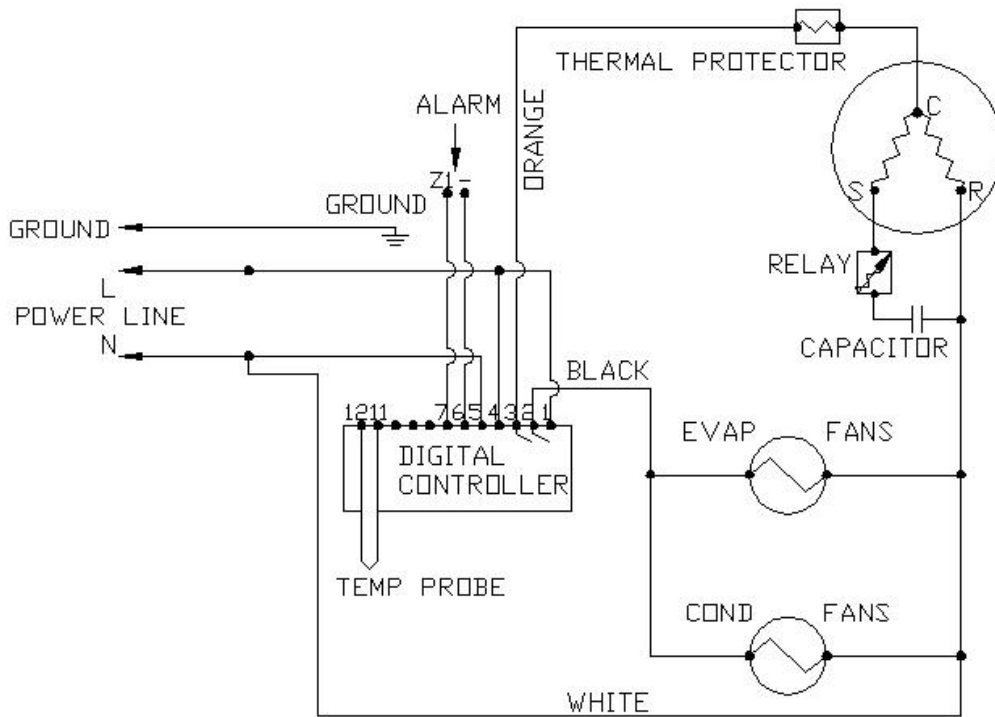 THERMAL PROTECTOR
ALARM
ORANGE
C
Z1 -
S
R
GROUND
GROUND
RELAY
L
POWER LINE
N
CAPACITOR
BLACK
12 11 7 6 5 4 3 2 1
EVAP FANS
DIGITAL
CONTROLLER
TEMP PROBE
COND FANS
WHITE